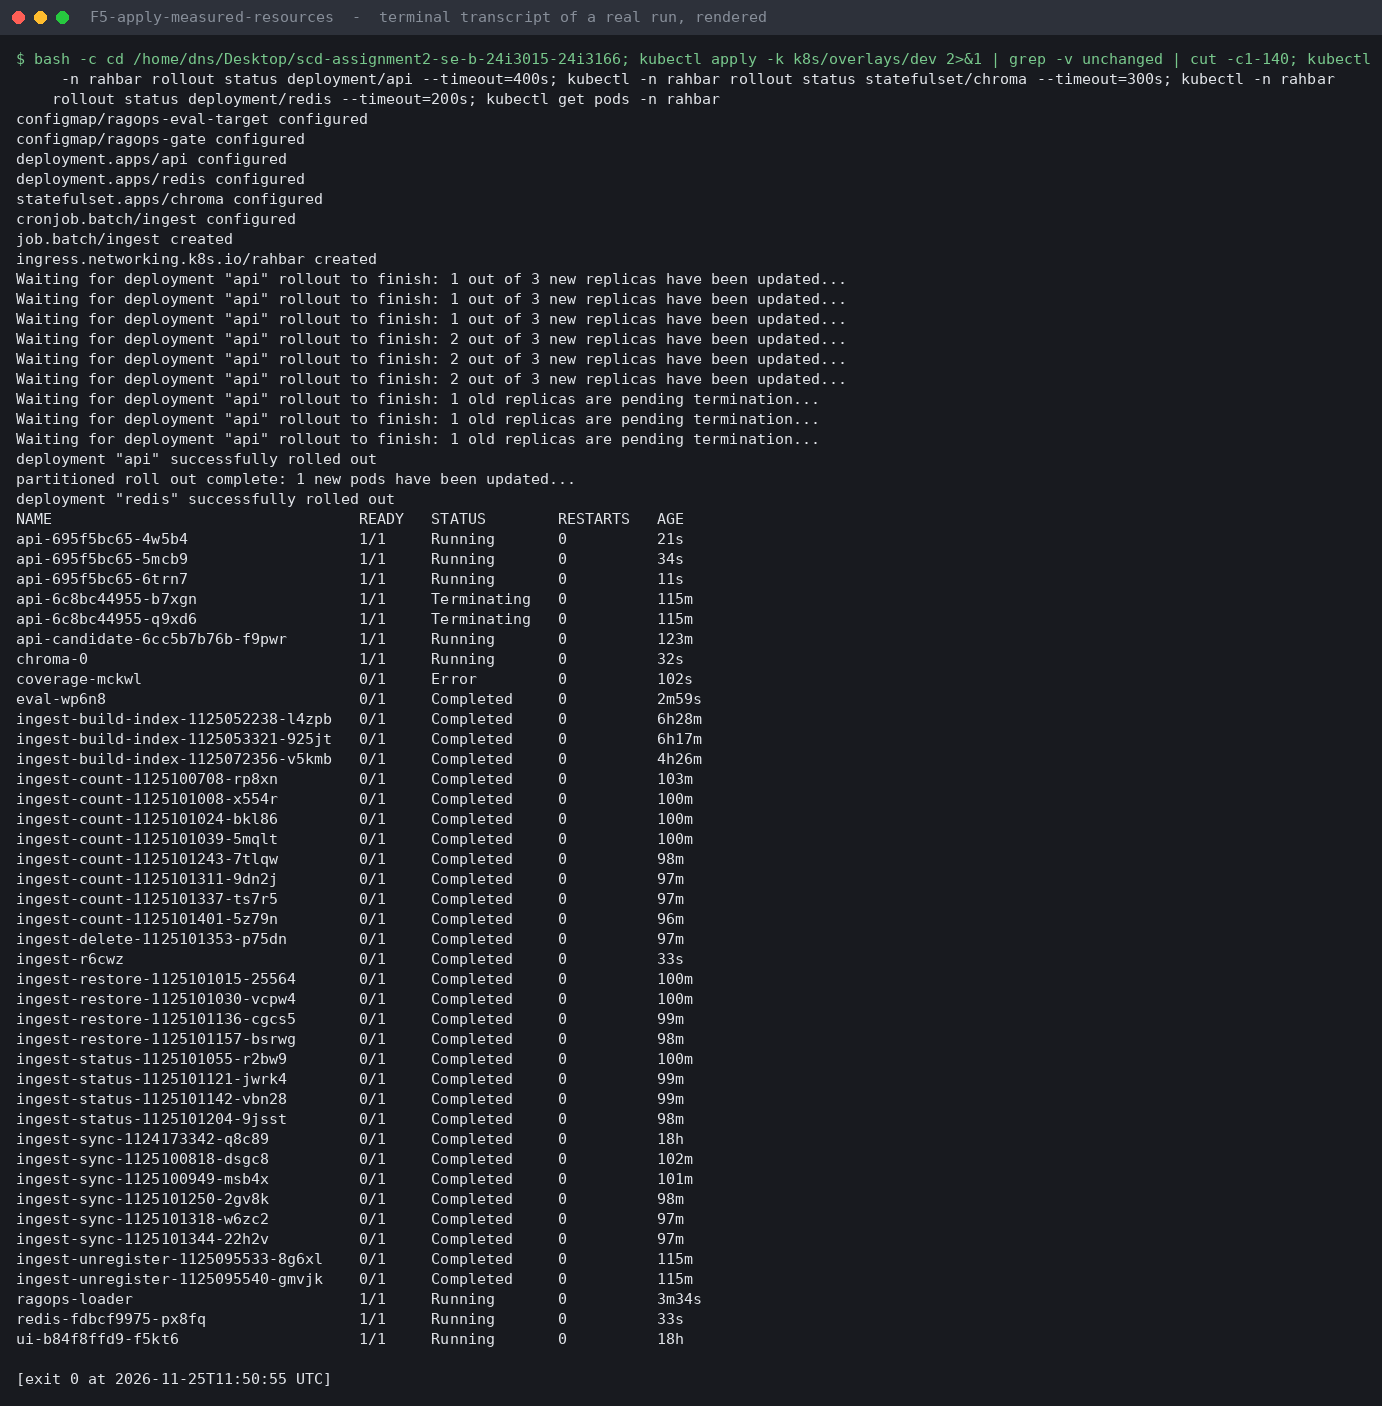 F5-apply-measured-resources  -  terminal transcript of a real run, rendered
$ bash -c cd /home/dns/Desktop/scd-assignment2-se-b-24i3015-24i3166; kubectl apply -k k8s/overlays/dev 2>&1 | grep -v unchanged | cut -c1-140; kubectl
-n rahbar rollout status deployment/api --timeout=400s; kubectl -n rahbar rollout status statefulset/chroma --timeout=300s; kubectl -n rahbar
rollout status deployment/redis --timeout=200s; kubectl get pods -n rahbar
configmap/ragops-eval-target configured
configmap/ragops-gate configured
deployment.apps/api configured
deployment.apps/redis configured
statefulset.apps/chroma configured
cronjob.batch/ingest configured
job.batch/ingest created
ingress.networking.k8s.io/rahbar created
Waiting for deployment "api" rollout to finish: 1 out of 3 new replicas have been updated...
Waiting for deployment "api" rollout to finish: 1 out of 3 new replicas have been updated...
Waiting for deployment "api" rollout to finish: 1 out of 3 new replicas have been updated...
Waiting for deployment "api" rollout to finish: 2 out of 3 new replicas have been updated...
Waiting for deployment "api" rollout to finish: 2 out of 3 new replicas have been updated...
Waiting for deployment "api" rollout to finish: 2 out of 3 new replicas have been updated...
Waiting for deployment "api" rollout to finish: 1 old replicas are pending termination...
Waiting for deployment "api" rollout to finish: 1 old replicas are pending termination...
Waiting for deployment "api" rollout to finish: 1 old replicas are pending termination...
deployment "api" successfully rolled out
partitioned roll out complete: 1 new pods have been updated...
deployment "redis" successfully rolled out
NAME                                  READY   STATUS        RESTARTS   AGE
api-695f5bc65-4w5b4                   1/1     Running       0          21s
api-695f5bc65-5mcb9                   1/1     Running       0          34s
api-695f5bc65-6trn7                   1/1     Running       0          11s
api-6c8bc44955-b7xgn                  1/1     Terminating   0          115m
api-6c8bc44955-q9xd6                  1/1     Terminating   0          115m
api-candidate-6cc5b7b76b-f9pwr        1/1     Running       0          123m
chroma-0                              1/1     Running       0          32s
coverage-mckwl                        0/1     Error         0          102s
eval-wp6n8                            0/1     Completed     0          2m59s
ingest-build-index-1125052238-l4zpb   0/1     Completed     0          6h28m
ingest-build-index-1125053321-925jt   0/1     Completed     0          6h17m
ingest-build-index-1125072356-v5kmb   0/1     Completed     0          4h26m
ingest-count-1125100708-rp8xn         0/1     Completed     0          103m
ingest-count-1125101008-x554r         0/1     Completed     0          100m
ingest-count-1125101024-bkl86         0/1     Completed     0          100m
ingest-count-1125101039-5mqlt         0/1     Completed     0          100m
ingest-count-1125101243-7tlqw         0/1     Completed     0          98m
ingest-count-1125101311-9dn2j         0/1     Completed     0          97m
ingest-count-1125101337-ts7r5         0/1     Completed     0          97m
ingest-count-1125101401-5z79n         0/1     Completed     0          96m
ingest-delete-1125101353-p75dn        0/1     Completed     0          97m
ingest-r6cwz                          0/1     Completed     0          33s
ingest-restore-1125101015-25564       0/1     Completed     0          100m
ingest-restore-1125101030-vcpw4       0/1     Completed     0          100m
ingest-restore-1125101136-cgcs5       0/1     Completed     0          99m
ingest-restore-1125101157-bsrwg       0/1     Completed     0          98m
ingest-status-1125101055-r2bw9        0/1     Completed     0          100m
ingest-status-1125101121-jwrk4        0/1     Completed     0          99m
ingest-status-1125101142-vbn28        0/1     Completed     0          99m
ingest-status-1125101204-9jsst        0/1     Completed     0          98m
ingest-sync-1124173342-q8c89          0/1     Completed     0          18h
ingest-sync-1125100818-dsgc8          0/1     Completed     0          102m
ingest-sync-1125100949-msb4x          0/1     Completed     0          101m
ingest-sync-1125101250-2gv8k          0/1     Completed     0          98m
ingest-sync-1125101318-w6zc2          0/1     Completed     0          97m
ingest-sync-1125101344-22h2v          0/1     Completed     0          97m
ingest-unregister-1125095533-8g6xl    0/1     Completed     0          115m
ingest-unregister-1125095540-gmvjk    0/1     Completed     0          115m
ragops-loader                         1/1     Running       0          3m34s
redis-fdbcf9975-px8fq                 1/1     Running       0          33s
ui-b84f8ffd9-f5kt6                    1/1     Running       0          18h
[exit 0 at 2026-11-25T11:50:55 UTC]